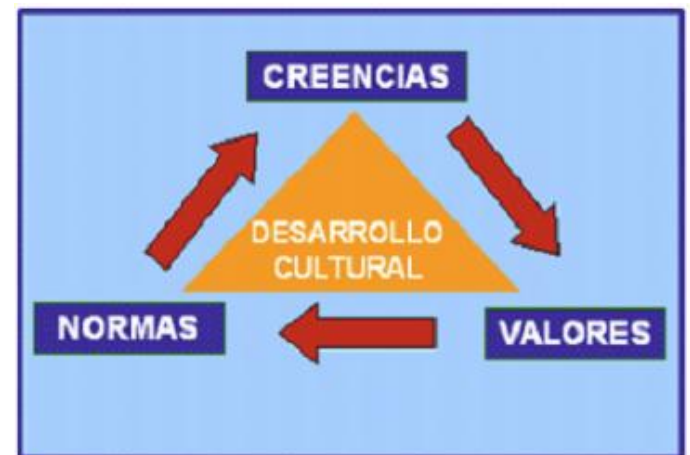 CREENCIAS
DESARROLLO
CULTURAL
NORMAS
VALORES